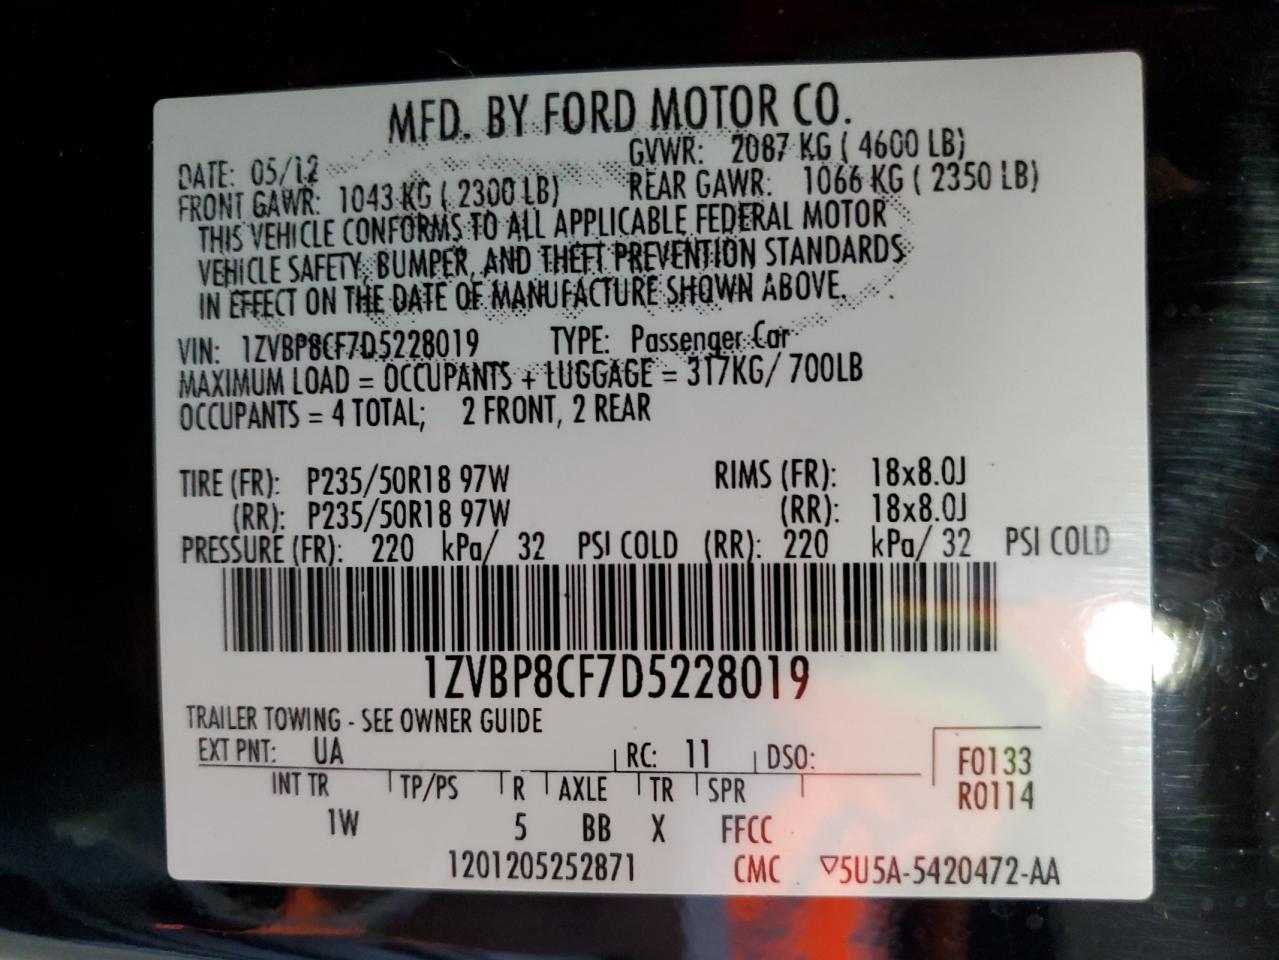 MFD. BY FORD MOTOR CO.
DATE: 05/12 GVWR: 2087 KG ( 4600 LB)
FRONT GAWR: 1043 KG ( 2300 LB) REAR GAWR: 1066 KG ( 2350 LB)
THIS VEHICLE CONFORMS TO ALL APPLICABLE FEDERAL MOTOR
VEHICLE SAFETY, BUMPER, AND THEFT PREVENTION STANDARDS
IN EFFECT ON THE DATE OF MANUFACTURE SHOWN ABOVE.
VIN: 1ZVBP8CF7D5228019 TYPE: Passenger Car
MAXIMUM LOAD = OCCUPANTS + LUGGAGE = 317KG/ 700LB
OCCUPANTS = 4 TOTAL; 2 FRONT, 2 REAR
TIRE (FR): P235/50R18 97W RIMS (FR): 18x8.0J
(RR): P235/50R18 97W (RR): 18x8.0J
PRESSURE (FR): 220 kPa/ 32 PSI COLD (RR): 220 kPa/ 32 PSI COLD
1ZVBP8CF7D5228019
TRAILER TOWING - SEE OWNER GUIDE
EXT PNT: UA RC: 11 DSO: F0133
INT TR TP/PS R AXLE TR SPR R0114
1W 5 BB X FFCC
1201205252871 CMC ▽5U5A-5420472-AA